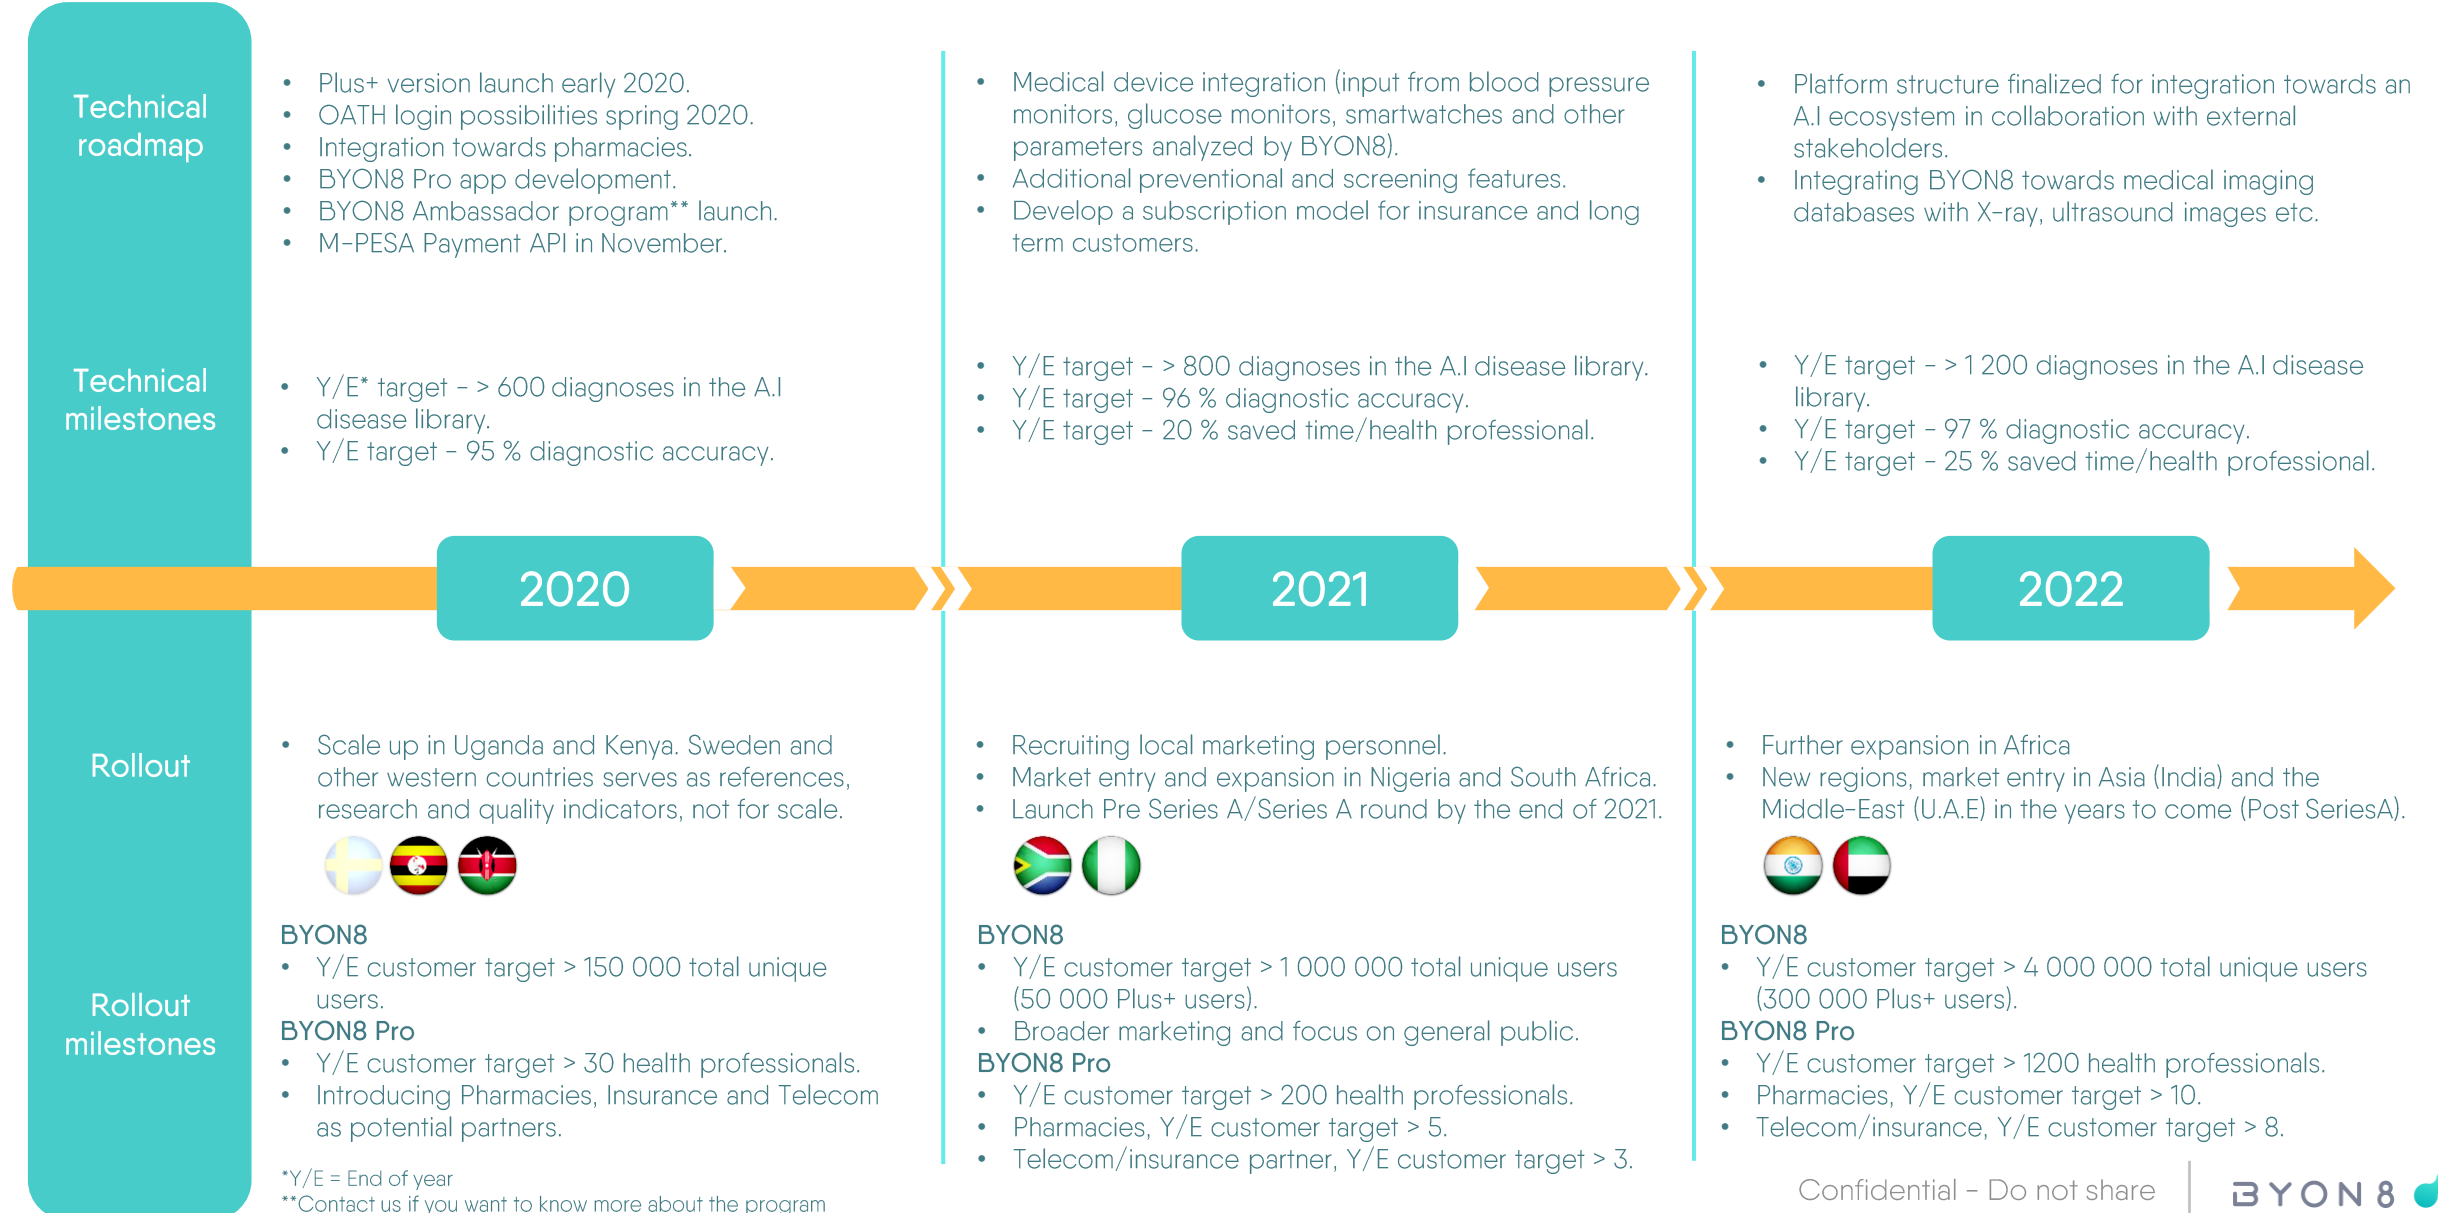 Technical
roadmap
• Plus+ version launch early 2020.
• OATH login possibilities spring 2020.
• Integration towards pharmacies.
• BYON8 Pro app development.
• BYON8 Ambassador program** launch.
• M-PESA Payment API in November.
• Medical device integration (input from blood pressure
monitors, glucose monitors, smartwatches and other
parameters analyzed by BYON8).
• Additional preventional and screening features.
• Develop a subscription model for insurance and long
term customers.
• Platform structure finalized for integration towards an
A.I ecosystem in collaboration with external
stakeholders.
• Integrating BYON8 towards medical imaging
databases with X-ray, ultrasound images etc.
Technical
milestones
• Y/E* target - > 600 diagnoses in the A.I
disease library.
• Y/E target - 95 % diagnostic accuracy.
• Y/E target - > 800 diagnoses in the A.I disease library.
• Y/E target - 96 % diagnostic accuracy.
• Y/E target - 20 % saved time/health professional.
• Y/E target - > 1 200 diagnoses in the A.I disease
library.
• Y/E target - 97 % diagnostic accuracy.
• Y/E target - 25 % saved time/health professional.
2020
2021
2022
Rollout
• Scale up in Uganda and Kenya. Sweden and
other western countries serves as references,
research and quality indicators, not for scale.
• Recruiting local marketing personnel.
• Market entry and expansion in Nigeria and South Africa.
• Launch Pre Series A/Series A round by the end of 2021.
• Further expansion in Africa
• New regions, market entry in Asia (India) and the
Middle-East (U.A.E) in the years to come (Post SeriesA).
Rollout
milestones
BYON8
• Y/E customer target > 150 000 total unique
users.
BYON8 Pro
• Y/E customer target > 30 health professionals.
• Introducing Pharmacies, Insurance and Telecom
as potential partners.
BYON8
• Y/E customer target > 1 000 000 total unique users
(50 000 Plus+ users).
• Broader marketing and focus on general public.
BYON8 Pro
• Y/E customer target > 200 health professionals.
• Pharmacies, Y/E customer target > 5.
• Telecom/insurance partner, Y/E customer target > 3.
BYON8
• Y/E customer target > 4 000 000 total unique users
(300 000 Plus+ users).
BYON8 Pro
• Y/E customer target > 1200 health professionals.
• Pharmacies, Y/E customer target > 10.
• Telecom/insurance, Y/E customer target > 8.
*Y/E = End of year
**Contact us if you want to know more about the program
Confidential - Do not share
BYON8